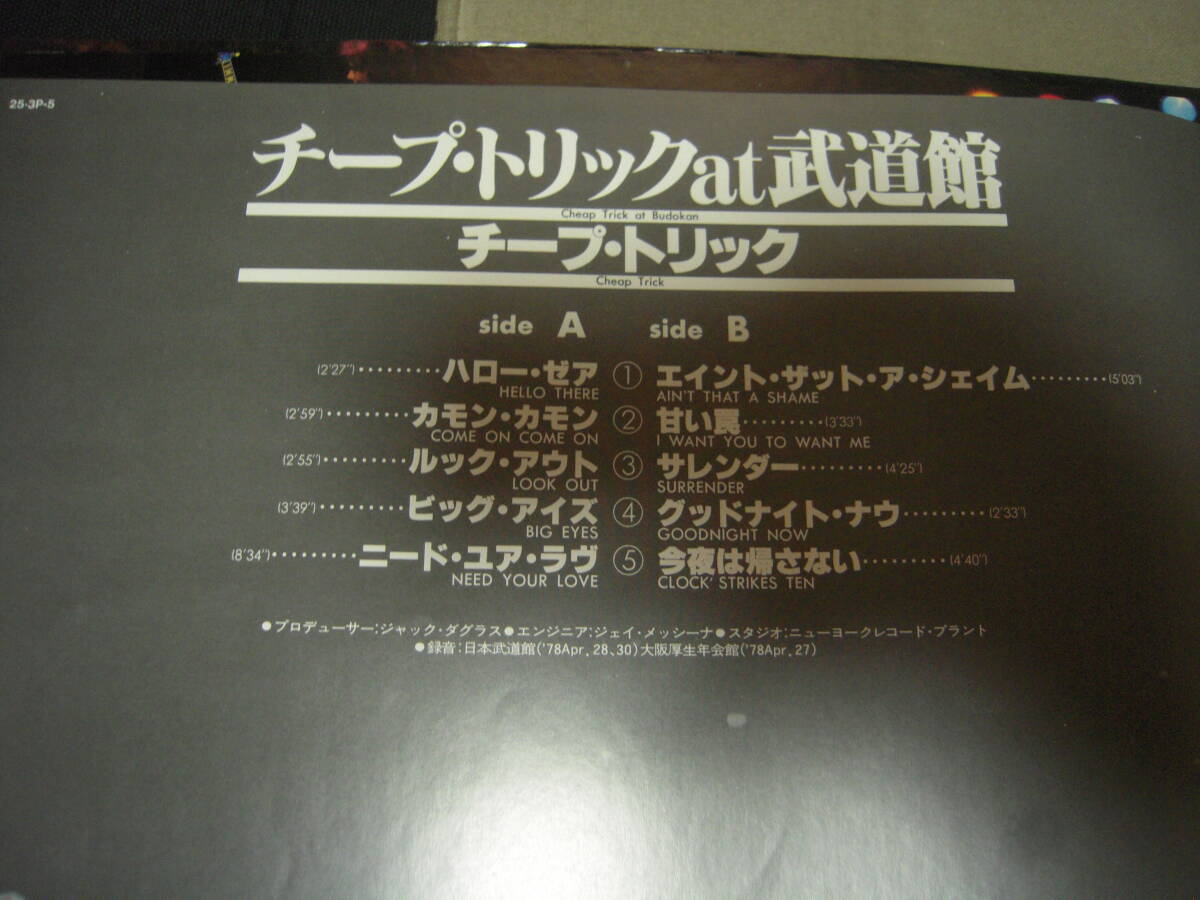 25-3P-5
チープ・トリックat武道館
Cheap Trick at Budokan
チープ・トリック
Cheap Trick
side A
(2'27")·········ハロー・ゼア ①
HELLO THERE
(2'59")·········カモン・カモン ②
COME ON COME ON
(2'55")·········ルック・アウト ③
LOOK OUT
(3'39")·········ビッグ・アイズ ④
BIG EYES
(8'34")·········ニード・ユア・ラヴ ⑤
NEED YOUR LOVE
side B
エイント・ザット・ア・シェイム·········(5'03")
AIN'T THAT A SHAME
甘い罠·········(3'33")
I WANT YOU TO WANT ME
サレンダー·········(4'25")
SURRENDER
グッドナイト・ナウ·········(2'33")
GOODNIGHT NOW
今夜は帰さない·········(4'40")
CLOCK' STRIKES TEN
●プロデューサー:ジャック・ダグラス●エンジニア:ジェイ・メッシーナ●スタジオ:ニューヨークレコード・プラント
●録音:日本武道館('78Apr. 28、30)大阪厚生年会館('78Apr. 27)